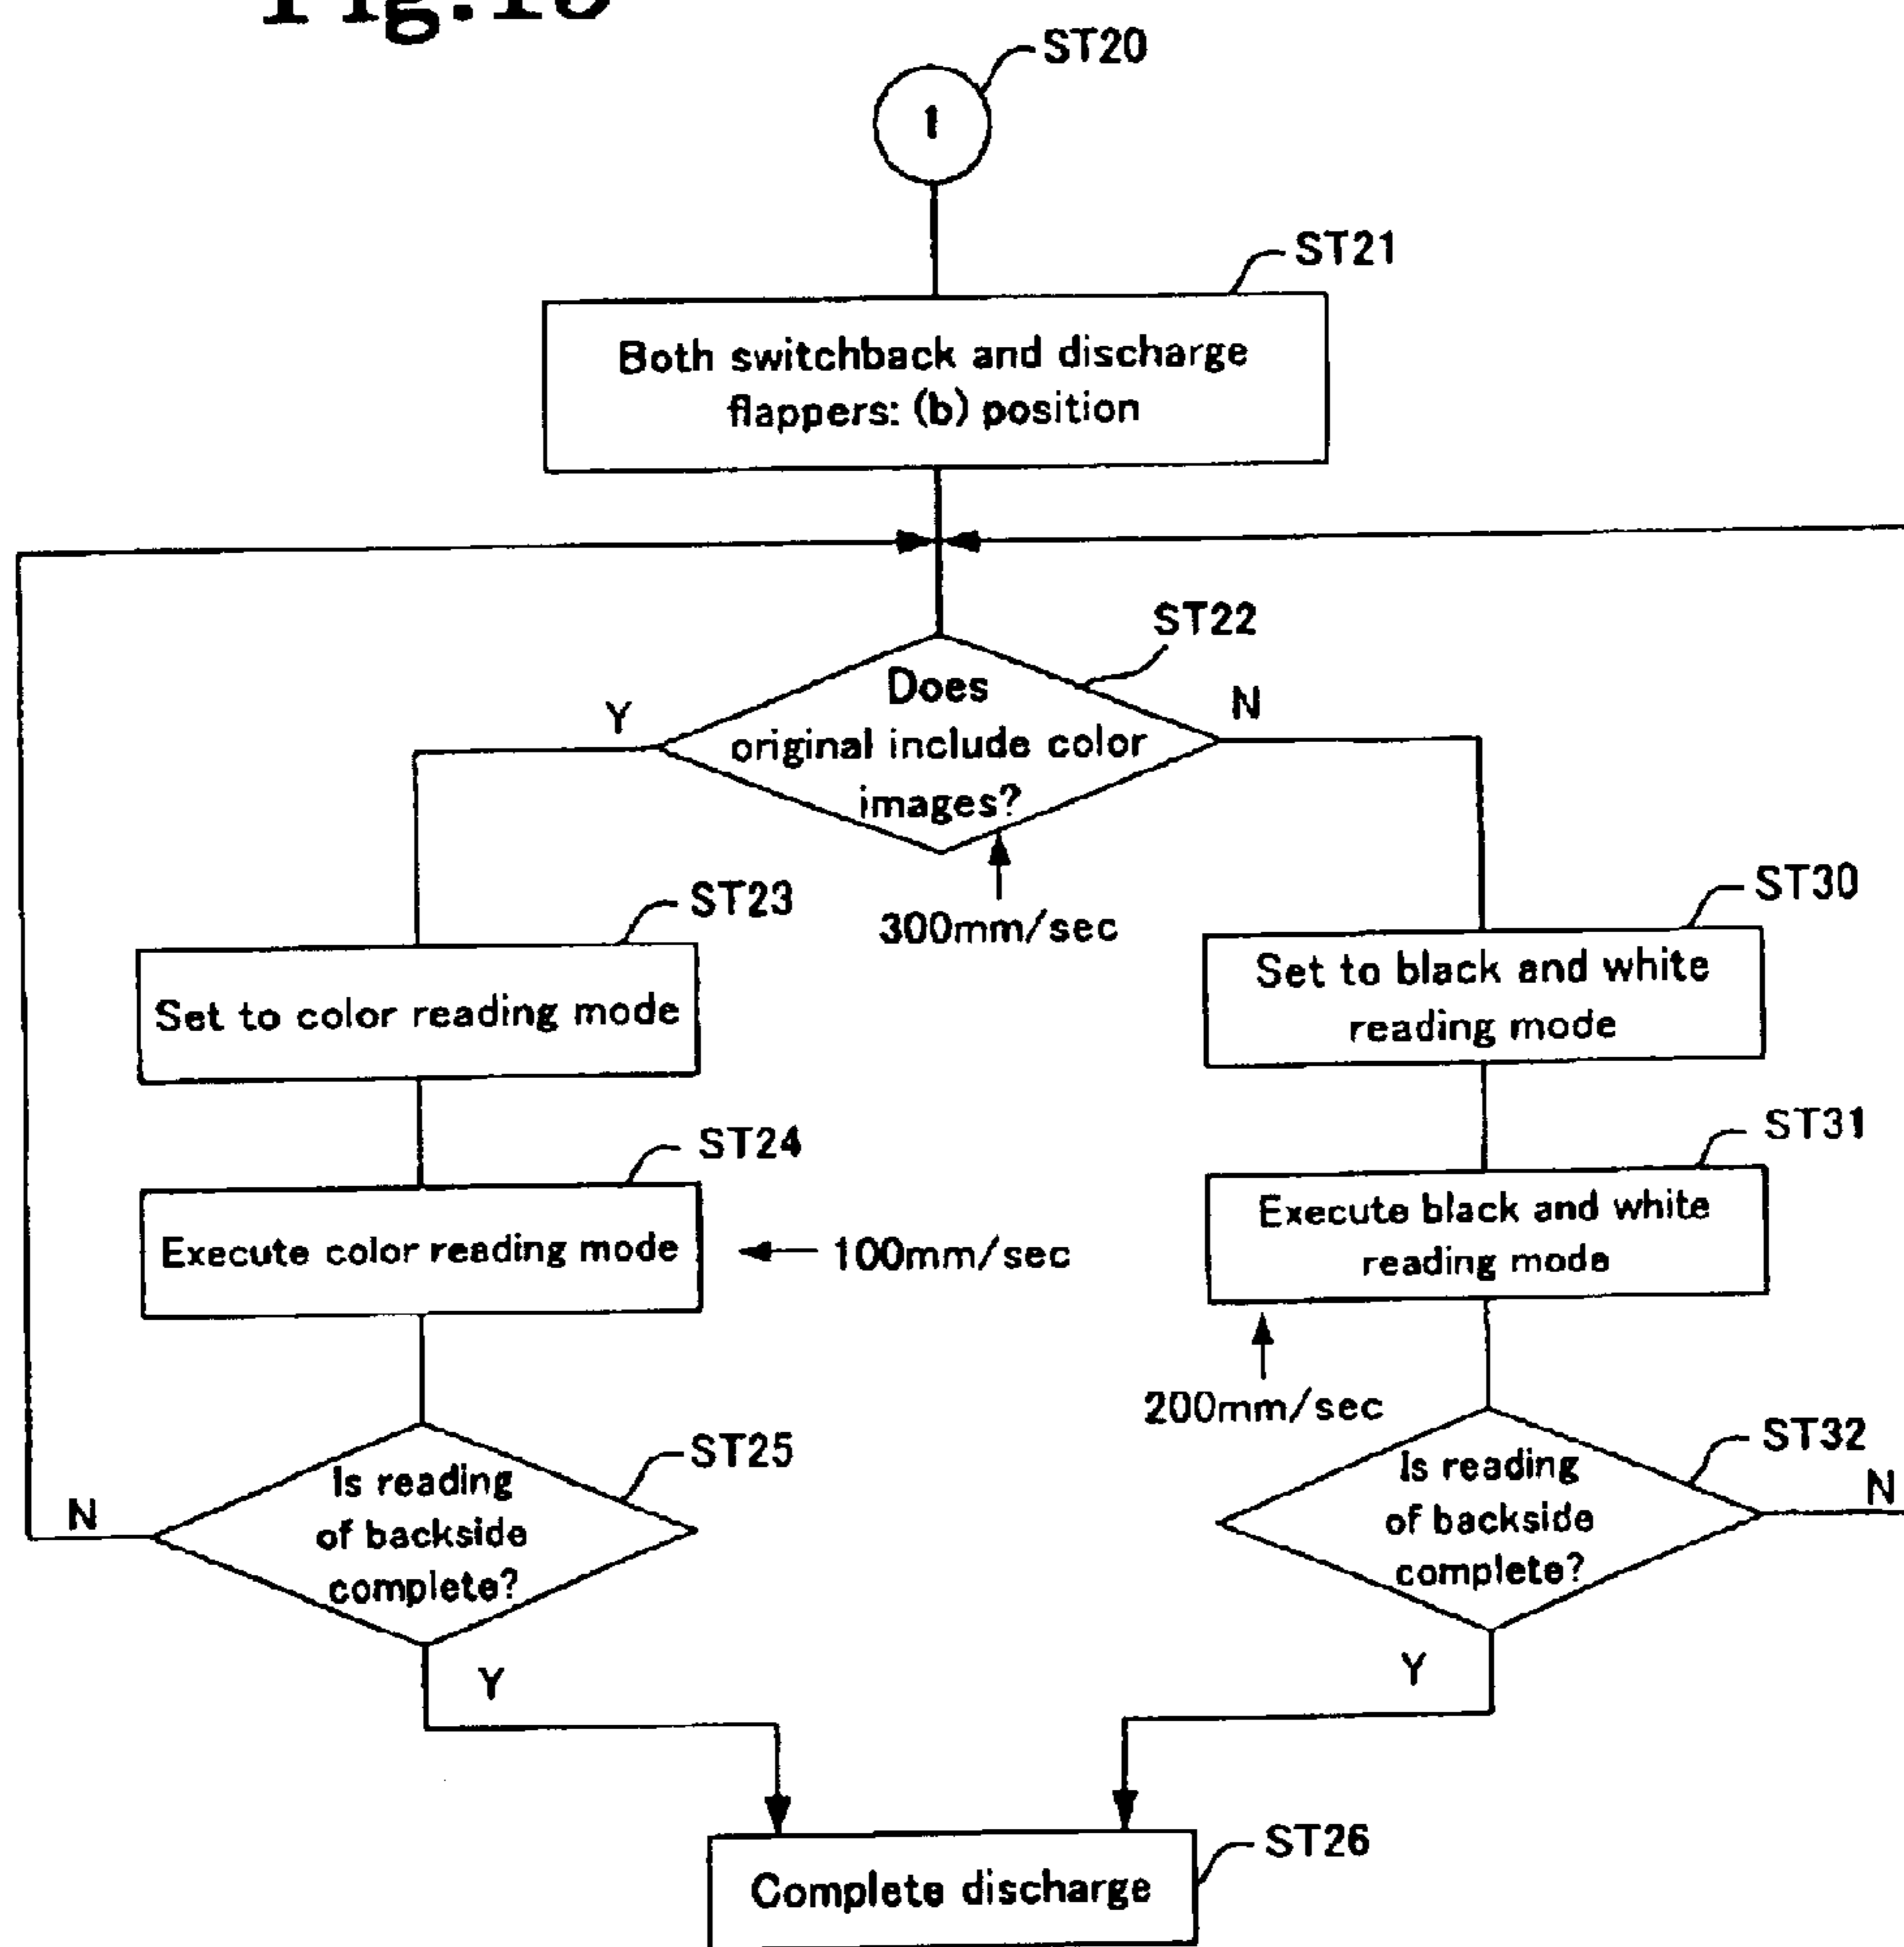 ST20
1
ST21
Both switchback and discharge
flappers: (b) position
ST22
Does
original include color
images?
Y
N
300mm/sec
ST23
Set to color reading mode
ST30
Set to black and white
reading mode
ST24
Execute color reading mode
100mm/sec
ST31
Execute black and white
reading mode
200mm/sec
ST25
Is reading
of backside
complete?
N
Y
ST32
Is reading
of backside
complete?
N
Y
ST26
Complete discharge